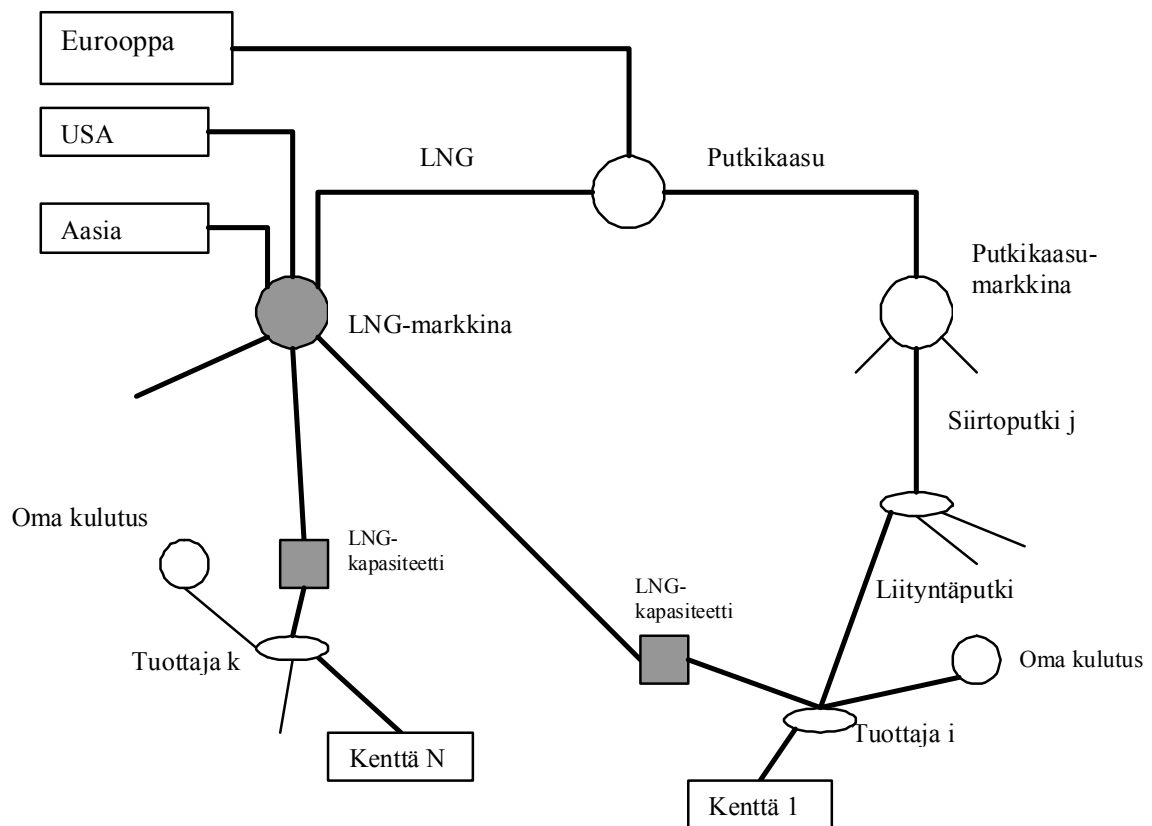 Eurooppa
USA
LNG
Putkikaasu
Aasia
Putkikaasu-
markkina
LNG-markkina
Siirtoputki j
Oma kulutus
LNG-
kapasiteetti
LNG-
kapasiteetti
Liityntäputki
Tuottaja k
Oma kulutus
Tuottaja i
Kenttä N
Kenttä 1